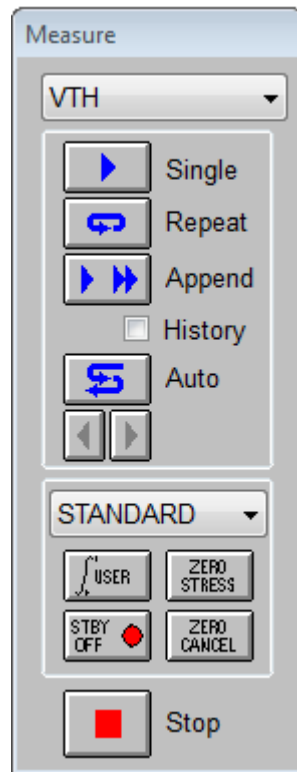 Measure
VTH
Single
Repeat
Append
History
Auto
STANDARD
USER
ZERO
STRESS
STBY
OFF
ZERO
CANCEL
Stop